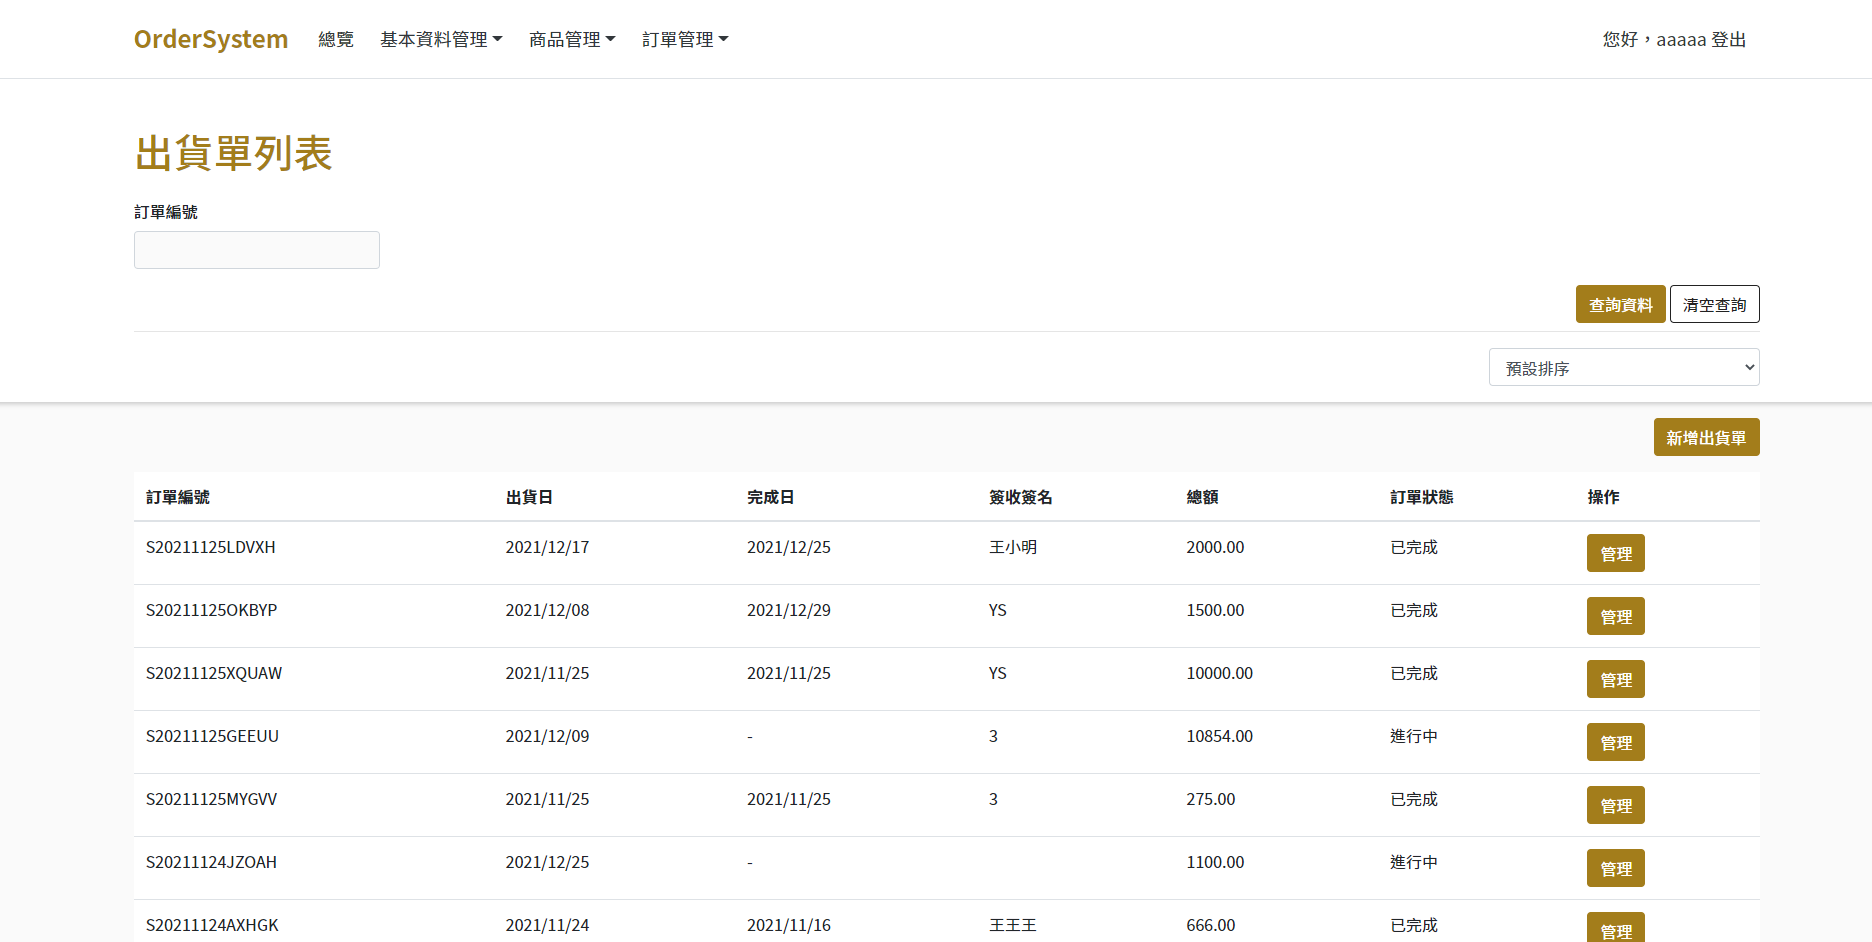 OrderSystem 總覽 基本資料管理 商品管理 訂單管理 您好，aaaaa 登出
出貨單列表
訂單編號
查詢資料 清空查詢
預設排序
新增出貨單
訂單編號 出貨日 完成日 簽收簽名 總額 訂單狀態 操作
S20211125LDVXH 2021/12/17 2021/12/25 王小明 2000.00 已完成 管理
S20211125OKBYP 2021/12/08 2021/12/29 YS 1500.00 已完成 管理
S20211125XQUAW 2021/11/25 2021/11/25 YS 10000.00 已完成 管理
S20211125GEEUU 2021/12/09 - 3 10854.00 進行中 管理
S20211125MYGVV 2021/11/25 2021/11/25 3 275.00 已完成 管理
S20211124JZOAH 2021/12/25 - 1100.00 進行中 管理
S20211124AXHGK 2021/11/24 2021/11/16 王王王 666.00 已完成 管理